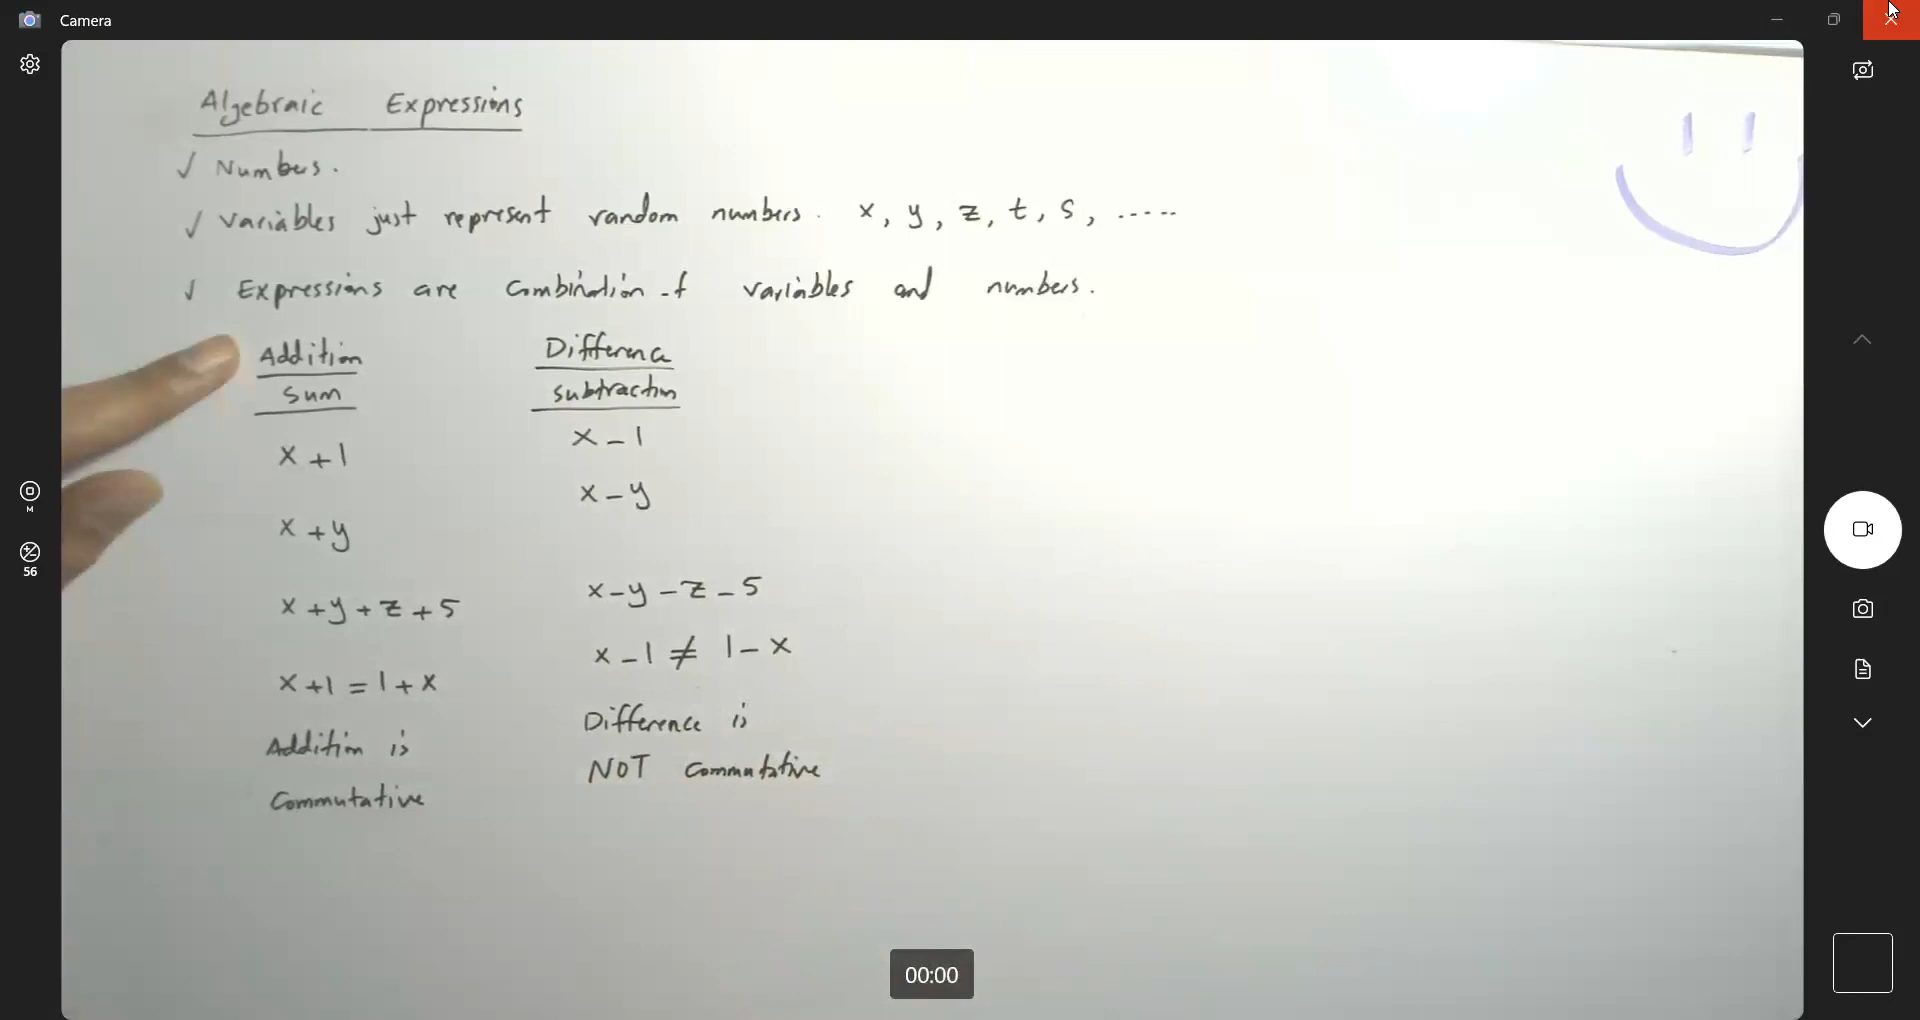 Camera
Algebraic Expressions
✓ Numbers.
✓ Variables just represent random numbers. x, y, z, t, s, .....
✓ Expressions are combination of variables and numbers.
Addition
Sum
x + 1
x + y
x + y + z + 5
x + 1 = 1 + x
Addition is
Commutative
Difference
Subtraction
x - 1
x - y
x - y - z - 5
x - 1 ≠ 1 - x
Difference is
NOT Commutative
M
56
00:00